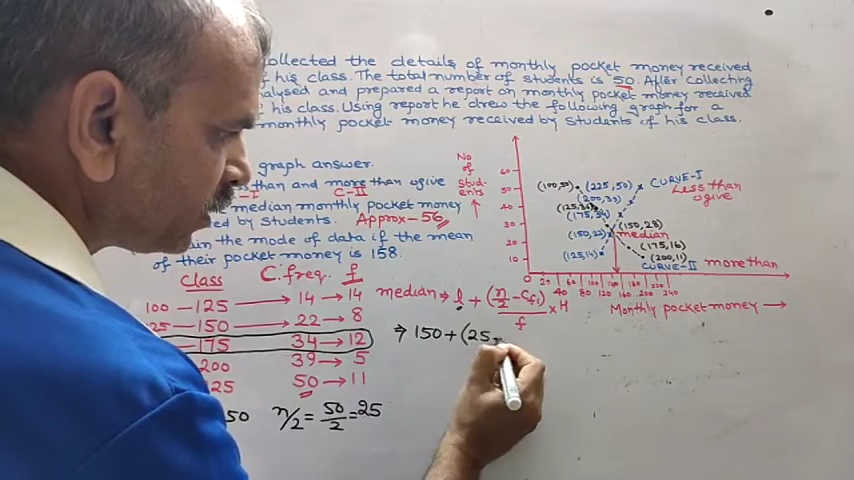 collected the details of monthly pocket money received
his class. The total number of students is 50. After collecting
alysed and prepared a report on monthly pocket money received
his class. Using report he drew the following graph for a
monthly pocket money received by students of his class.
graph answer.
than and more than ogive
-I C-II
median monthly pocket money
ed by students. Approx-56
in the mode of data if the mean
of their pocket money is 158.
Class C.freq. f
100-125 → 14 → 14
25-150 → 22 → 8
-175 34 → 12
200 39 → 5
25 50 → 11
50 n/2 = 50/2 = 25
median → l + (n/2 - cf1)/f × H
⇒ 150 + (25
No of stud-ents
60
50
40
30
20
10
0 20 40 60 80 100 120 140 160 180 200 220 240
(100,50) (225,50) CURVE-I
Less than ogive
(200,39)
(125,36)
(175,34)
(150,28)
(150,22) median
(175,16)
(125,14) (200,11)
CURVE-II more than
Monthly pocket money →